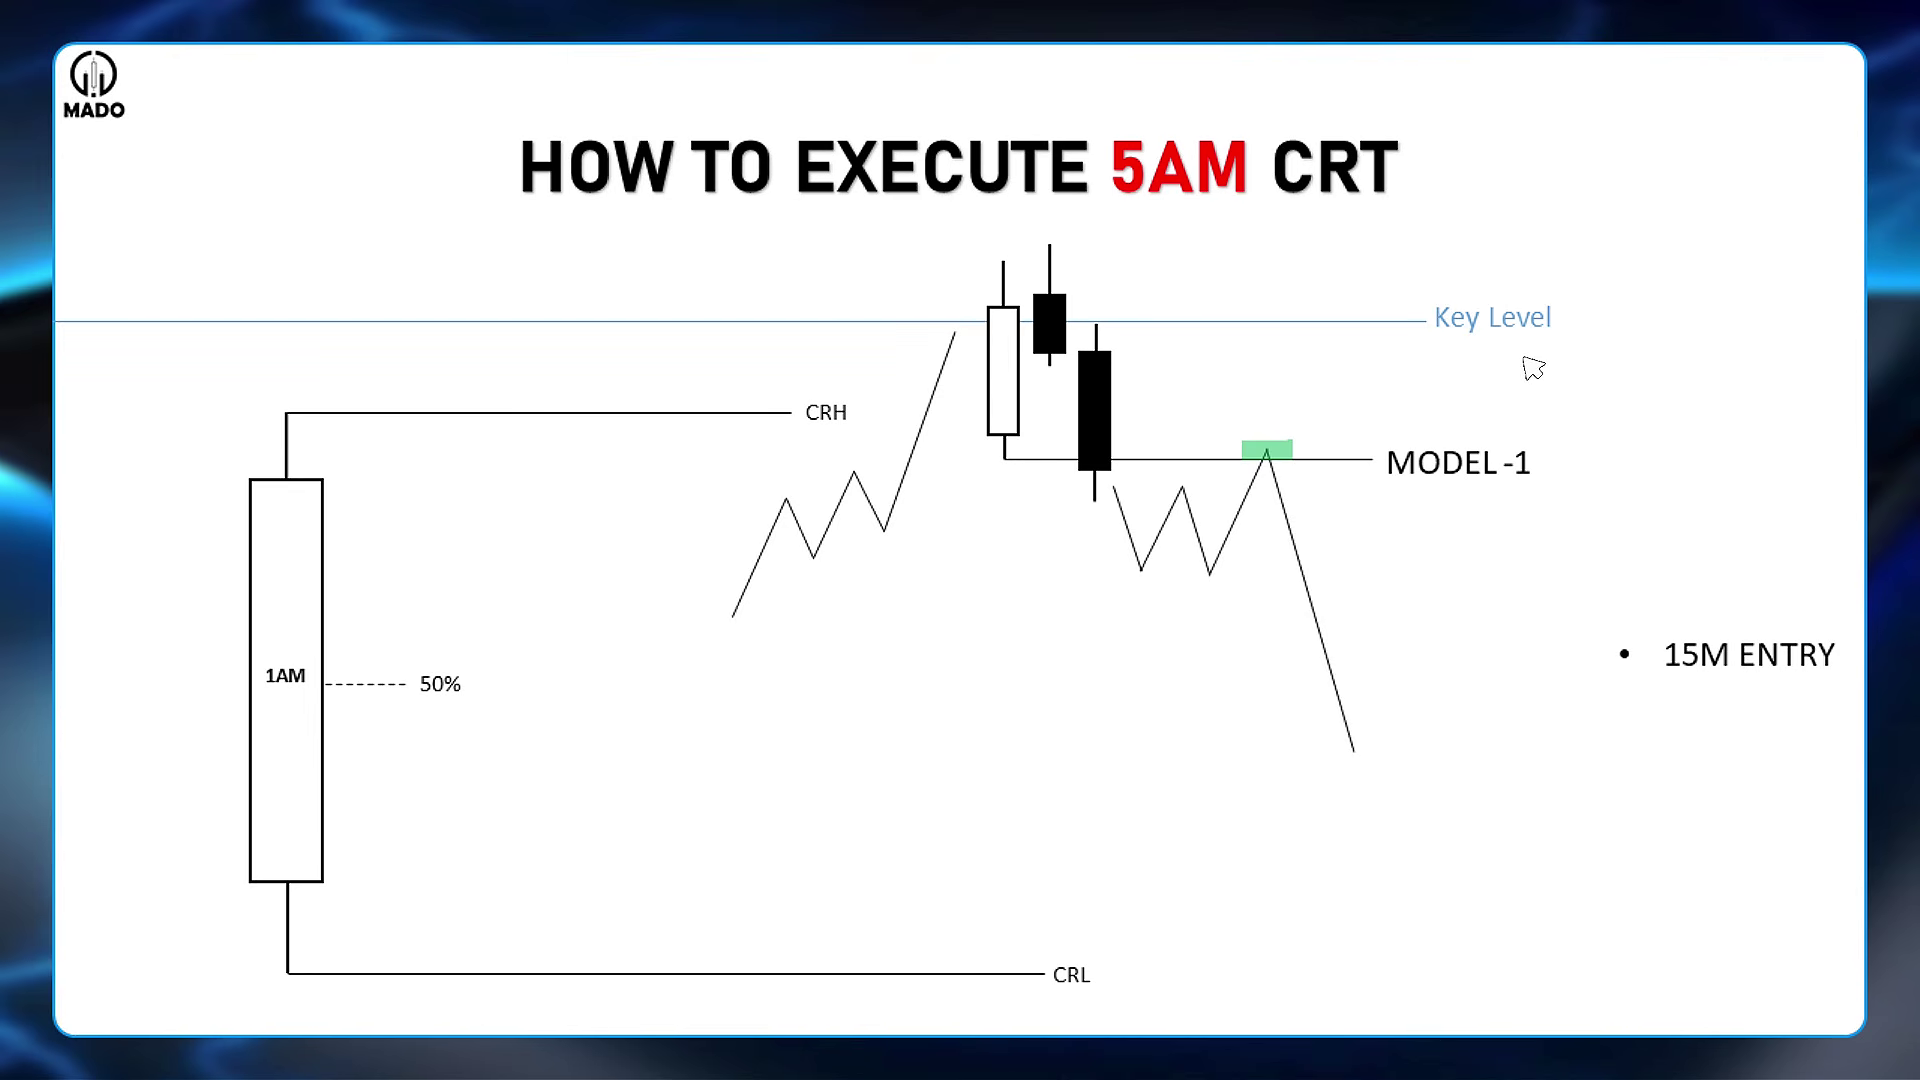 MADO
HOW TO EXECUTE 5AM CRT
Key Level
CRH
MODEL -1
• 15M ENTRY
1AM
50%
CRL